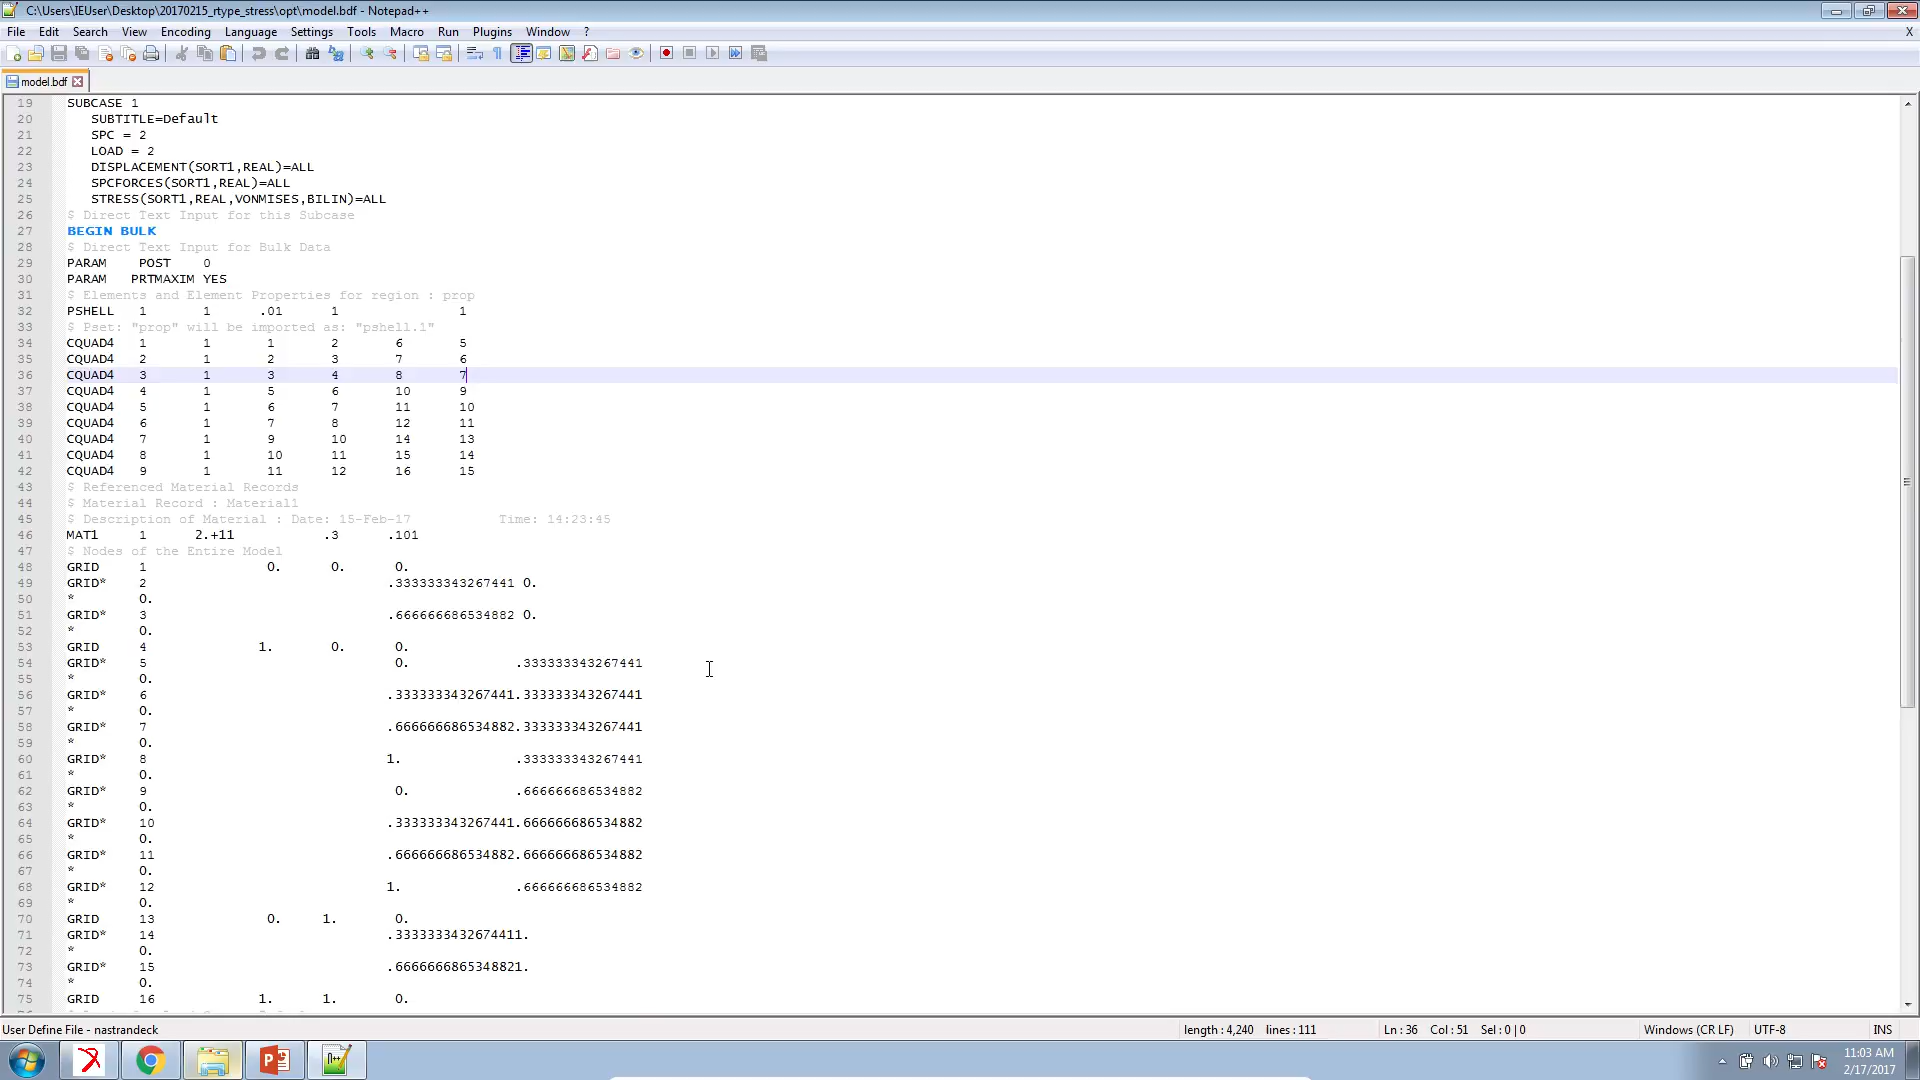 C:\Users\IEUser\Desktop\20170215_rtype_stress\opt\model.bdf - Notepad++
File Edit Search View Encoding Language Settings Tools Macro Run Plugins Window ? X
model.bdf
19 SUBCASE 1
20 SUBTITLE=Default
21 SPC = 2
22 LOAD = 2
23 DISPLACEMENT(SORT1,REAL)=ALL
24 SPCFORCES(SORT1,REAL)=ALL
25 STRESS(SORT1,REAL,VONMISES,BILIN)=ALL
26 $ Direct Text Input for this Subcase
27 BEGIN BULK
28 $ Direct Text Input for Bulk Data
29 PARAM POST 0
30 PARAM PRTMAXIM YES
31 $ Elements and Element Properties for region : prop
32 PSHELL 1 1 .01 1 1
33 $ Pset: "prop" will be imported as: "pshell.1"
34 CQUAD4 1 1 1 2 6 5
35 CQUAD4 2 1 2 3 7 6
36 CQUAD4 3 1 3 4 8 7
37 CQUAD4 4 1 5 6 10 9
38 CQUAD4 5 1 6 7 11 10
39 CQUAD4 6 1 7 8 12 11
40 CQUAD4 7 1 9 10 14 13
41 CQUAD4 8 1 10 11 15 14
42 CQUAD4 9 1 11 12 16 15
43 $ Referenced Material Records
44 $ Material Record : Material1
45 $ Description of Material : Date: 15-Feb-17 Time: 14:23:45
46 MAT1 1 2.+11 .3 .101
47 $ Nodes of the Entire Model
48 GRID 1 0. 0. 0.
49 GRID* 2 .333333343267441 0.
50 * 0.
51 GRID* 3 .666666686534882 0.
52 * 0.
53 GRID 4 1. 0. 0.
54 GRID* 5 0. .333333343267441
55 * 0.
56 GRID* 6 .333333343267441.333333343267441
57 * 0.
58 GRID* 7 .666666686534882.333333343267441
59 * 0.
60 GRID* 8 1. .333333343267441
61 * 0.
62 GRID* 9 0. .666666686534882
63 * 0.
64 GRID* 10 .333333343267441.666666686534882
65 * 0.
66 GRID* 11 .666666686534882.666666686534882
67 * 0.
68 GRID* 12 1. .666666686534882
69 * 0.
70 GRID 13 0. 1. 0.
71 GRID* 14 .3333333432674411.
72 * 0.
73 GRID* 15 .6666666865348821.
74 * 0.
75 GRID 16 1. 1. 0.
User Define File - nastrandeck length : 4,240 lines : 111 Ln : 36 Col : 51 Sel : 0 | 0 Windows (CR LF) UTF-8 INS
11:03 AM
2/17/2017